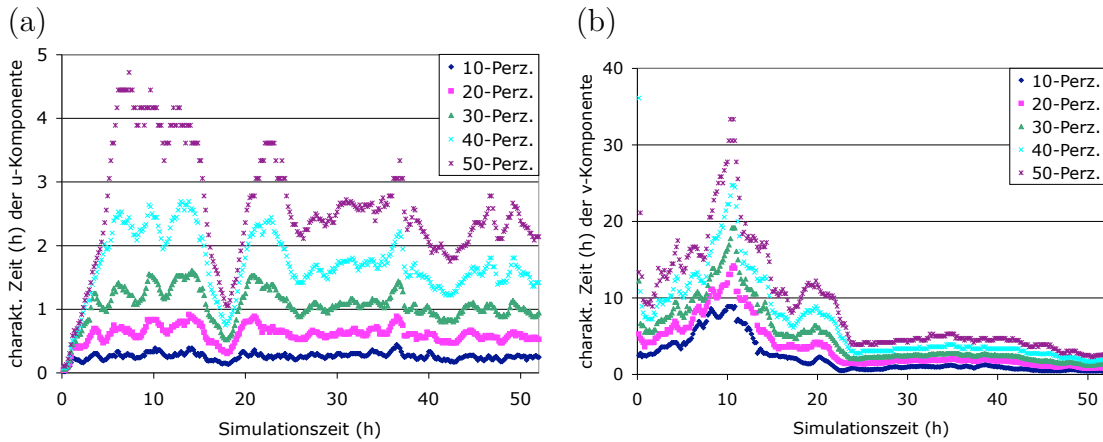 (a)
charakt. Zeit (h) der u-Komponente
5
4
3
2
1
0
0 10 20 30 40 50
Simulationszeit (h)
10-Perz.
20-Perz.
30-Perz.
40-Perz.
50-Perz.
(b)
charakt. Zeit (h) der v-Komponente
40
30
20
10
0
0 10 20 30 40 50
Simulationszeit (h)
10-Perz.
20-Perz.
30-Perz.
40-Perz.
50-Perz.